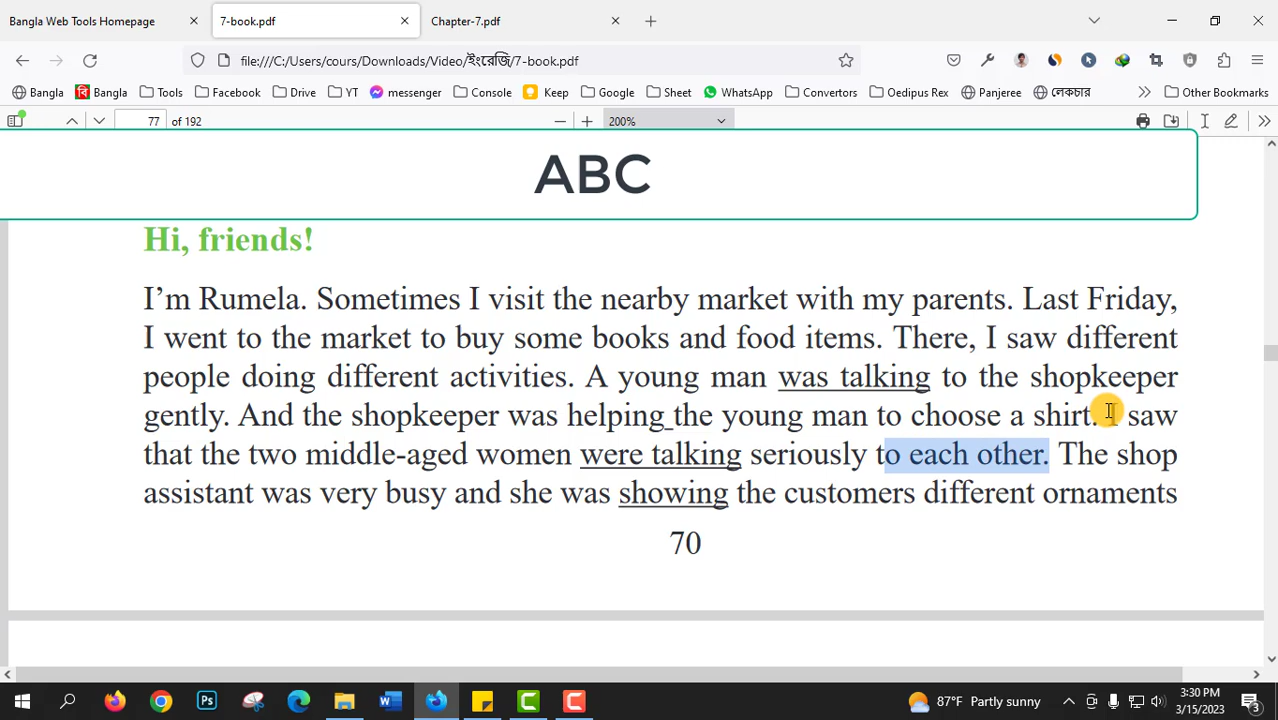 Bangla Web Tools Homepage
7-book.pdf
Chapter-7.pdf
file:///C:/Users/cours/Downloads/Video/ইংরেজি/7-book.pdf
Bangla
বি Bangla
Tools
Facebook
YT
messenger
Console
Keep
Google
Sheet
WhatsApp
Convertors
Oedipus Rex
Panjeree
লেকচার
Other Bookmarks
77 of 192
200%
ABC
Hi, friends!
I'm Rumela. Sometimes I visit the nearby market with my parents. Last Friday,
I went to the market to buy some books and food items. There, I saw different
people doing different activities. A young man was talking to the shopkeeper
gently. And the shopkeeper was helping the young man to choose a shirt. I saw
that the two middle-aged women were talking seriously to each other. The shop
assistant was very busy and she was showing the customers different ornaments
70
Ps
W
87°F Partly sunny
3:30 PM
3/15/2023
3